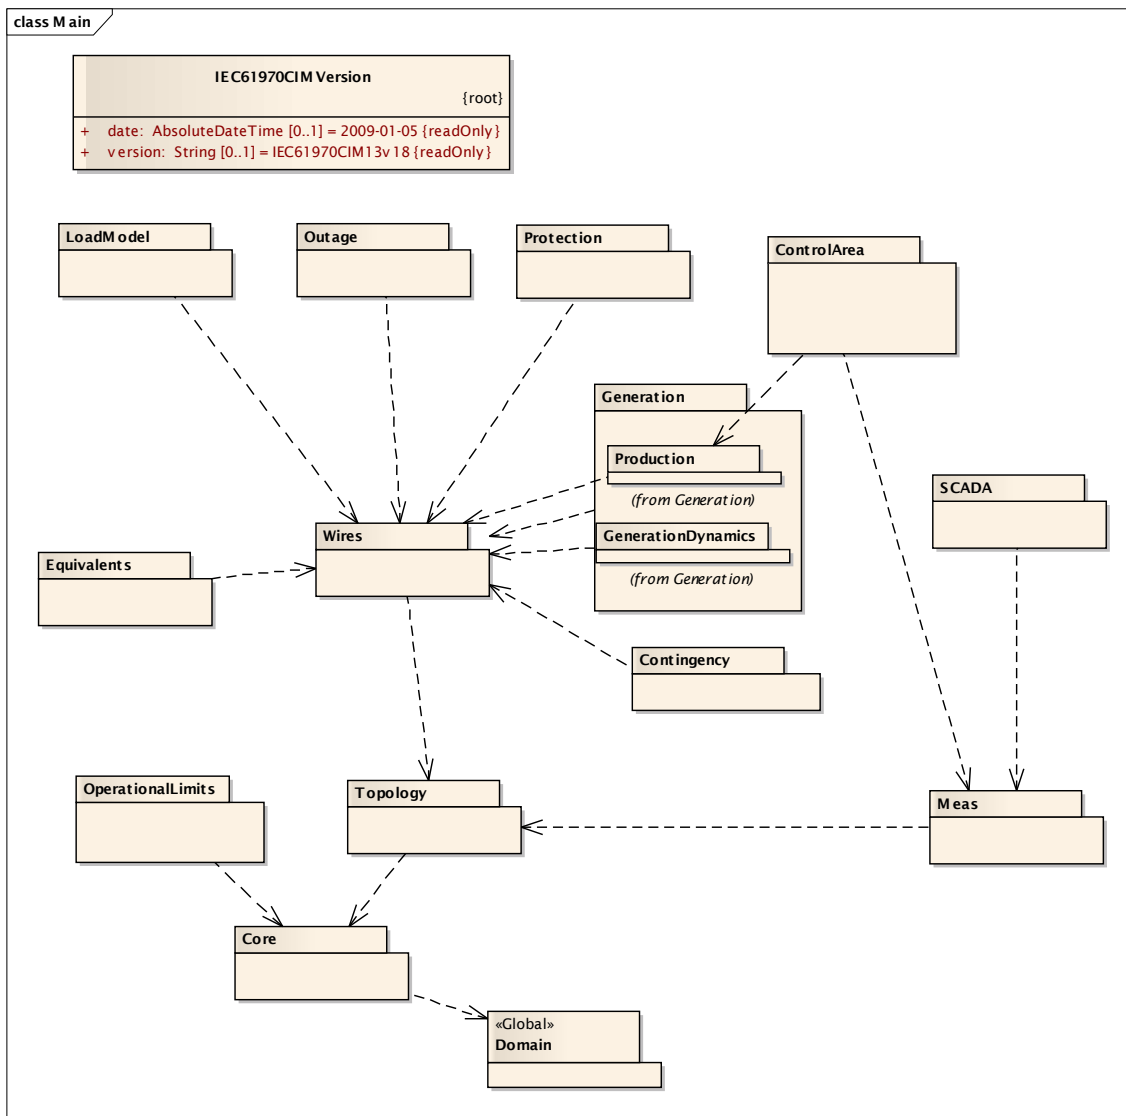 class Main
IEC61970CIMVersion
{root}
+ date: AbsoluteDateTime [0..1] = 2009-01-05 {readOnly}
+ version: String [0..1] = IEC61970CIM13v18 {readOnly}
LoadModel
Outage
Protection
ControlArea
Generation
Production
(from Generation)
SCADA
Wires
GenerationDynamics
(from Generation)
Equivalents
Contingency
OperationalLimits
Topology
Meas
Core
«Global»
Domain